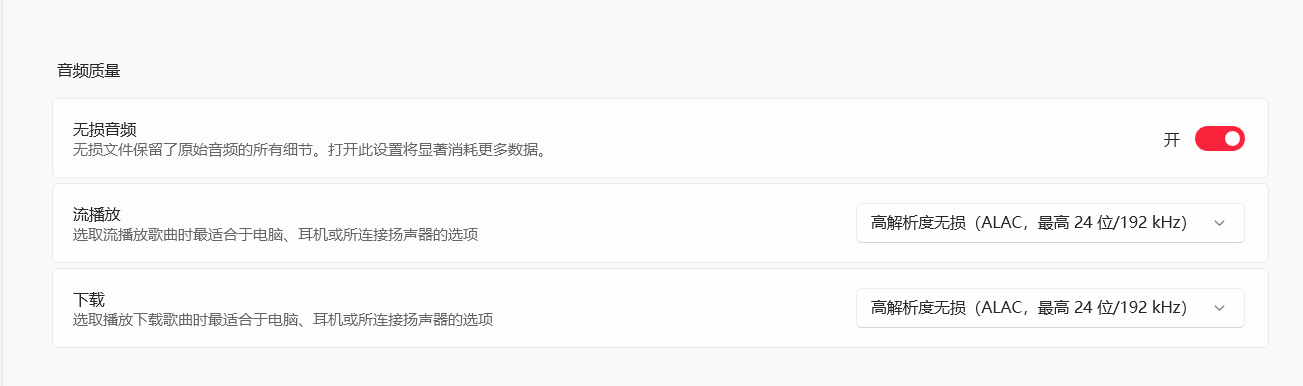 音频质量
无损音频
无损文件保留了原始音频的所有细节。打开此设置将显著消耗更多数据。
开
流播放
选取流播放歌曲时最适合于电脑、耳机或所连接扬声器的选项
高解析度无损（ALAC，最高 24 位/192 kHz）
下载
选取播放下载歌曲时最适合于电脑、耳机或所连接扬声器的选项
高解析度无损（ALAC，最高 24 位/192 kHz）